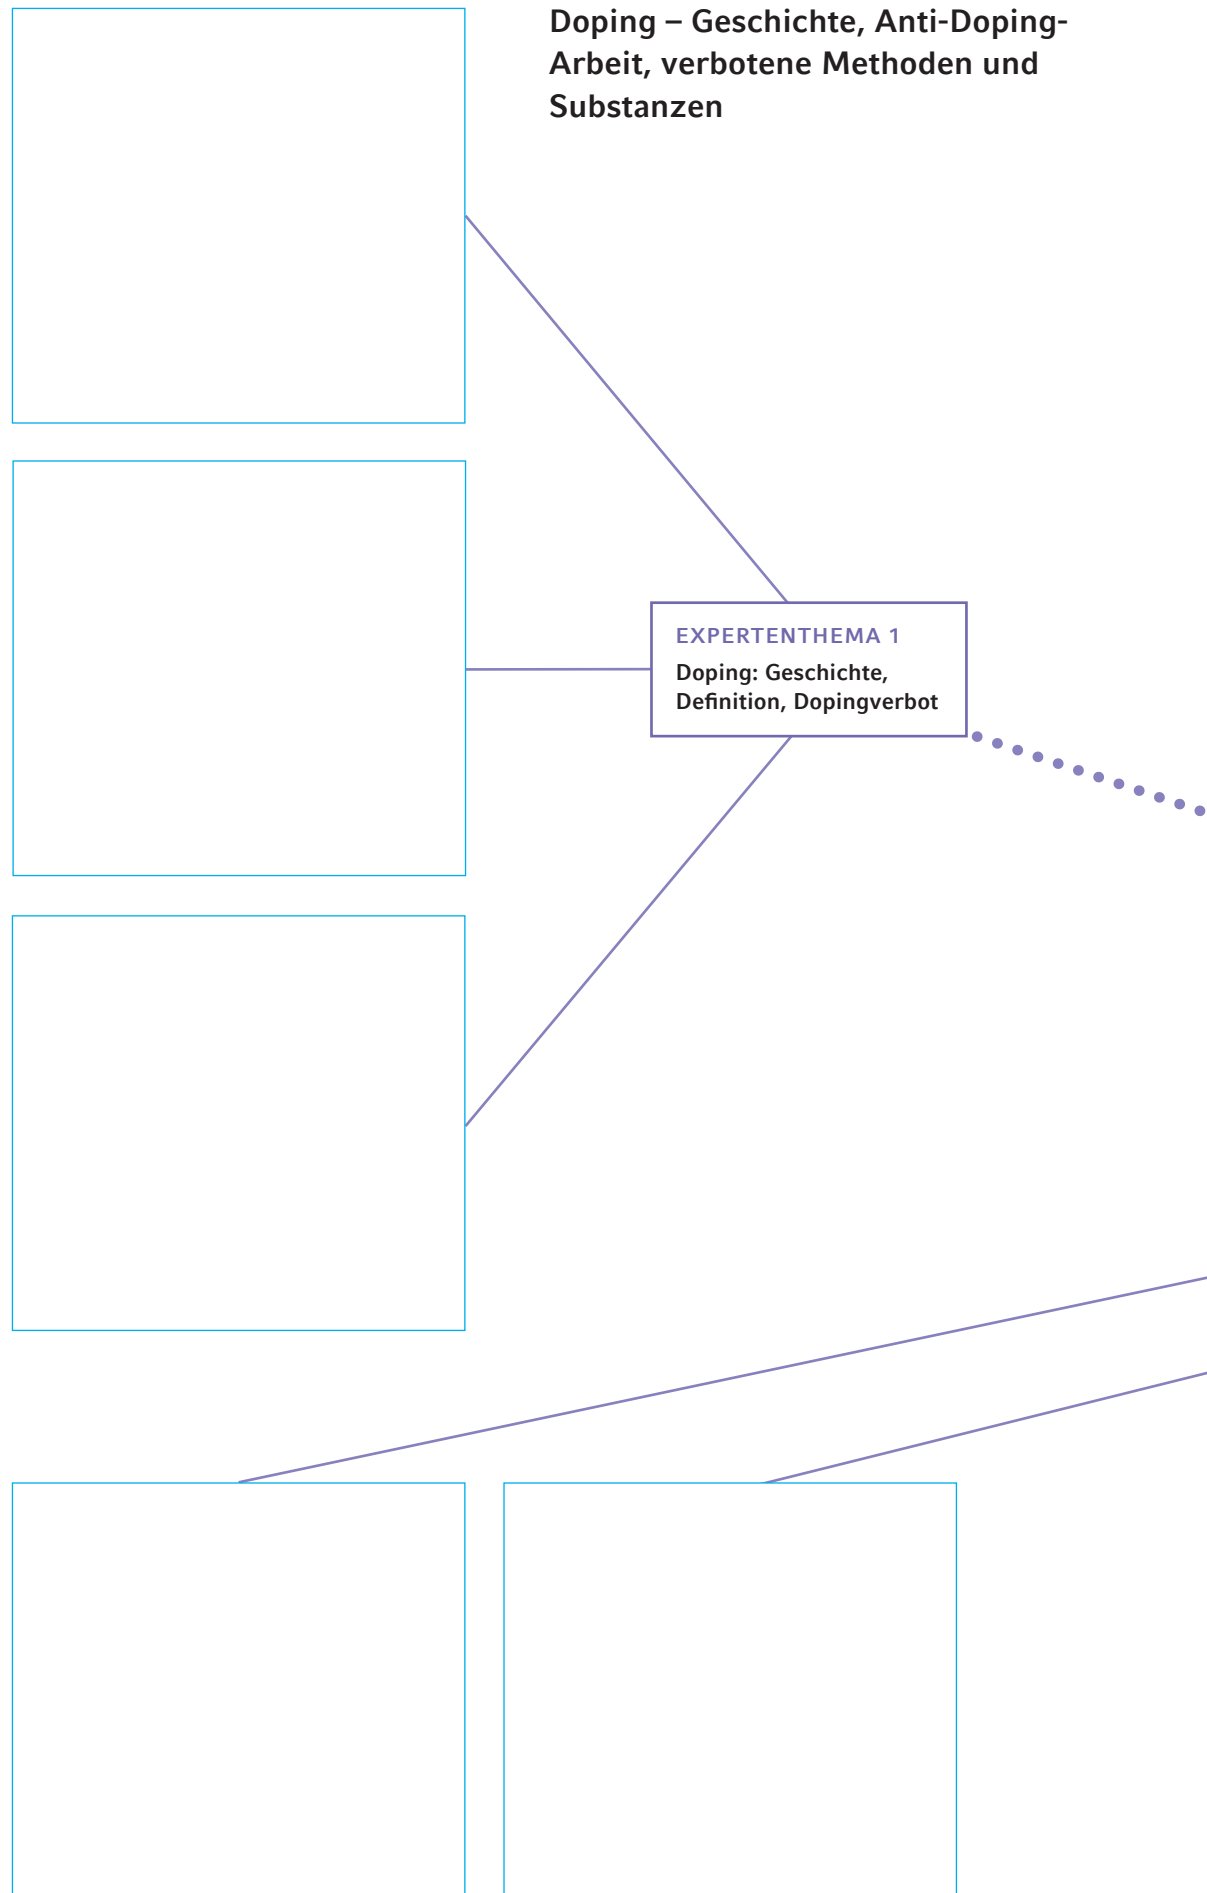 Doping – Geschichte, Anti-Doping-
Arbeit, verbotene Methoden und
Substanzen
EXPERTENTHEMA 1
Doping: Geschichte,
Definition, Dopingverbot